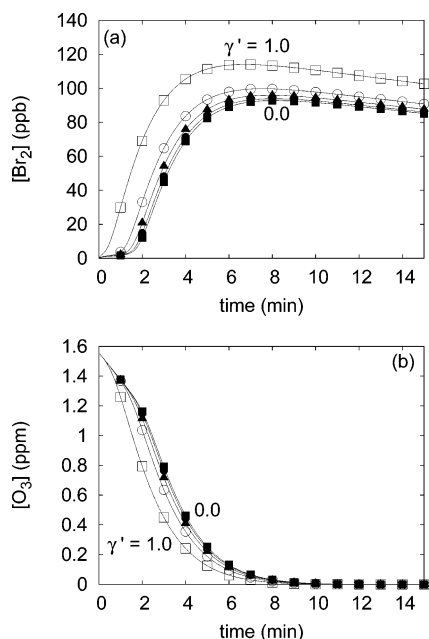 140
(a)
γ ' = 1.0
120
100
80
60
40
20
0
0.0
[Br2] (ppb)
0 2 4 6 8 10 12 14
time (min)
1.6
(b)
1.4
1.2
1
0.8
0.6
0.4
0.2
0
0.0
γ ' = 1.0
[O3] (ppm)
0 2 4 6 8 10 12 14
time (min)